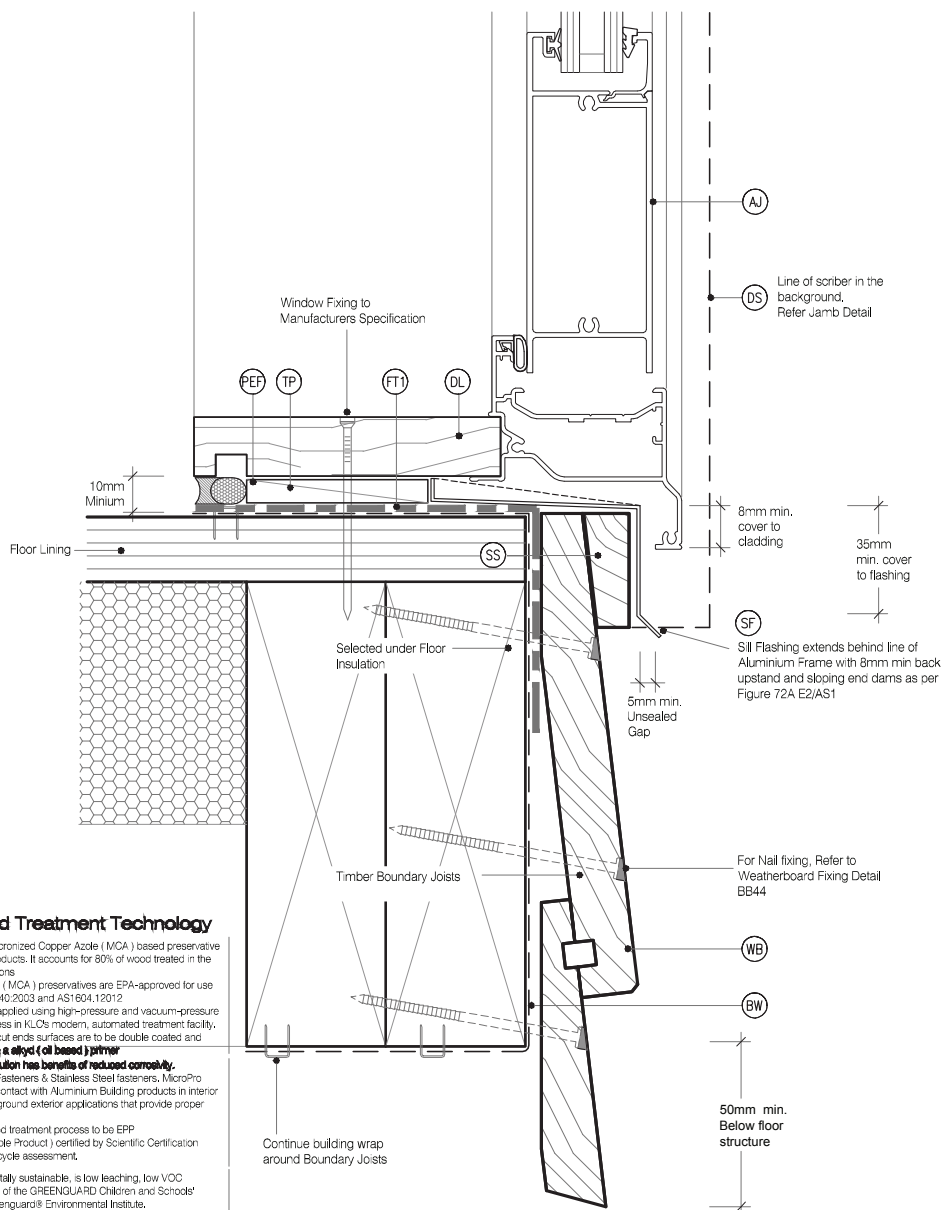 AJ
Line of scriber in the
background,
Refer Jamb Detail
DS
Window Fixing to
Manufacturers Specification
PEF
TP
FT1
DL
10mm
Minium
8mm min.
cover to
cladding
35mm
min. cover
to flashing
Floor Lining
SS
SF
Sill Flashing extends behind line of
Aluminium Frame with 8mm min back
upstand and sloping end dams as per
Figure 72A E2/AS1
Selected under Floor
Insulation
5mm min.
Unsealed
Gap
Timber Boundary Joists
For Nail fixing, Refer to
Weatherboard Fixing Detail
BB44
WB
BW
50mm min.
Below floor
structure
Continue building wrap
around Boundary Joists
d Treatment Technology
cronized Copper Azole ( MCA ) based preservative
oducts. It accounts for 80% of wood treated in the
ons
( MCA ) preservatives are EPA-approved for use
40:2003 and AS1604.12012
applied using high-pressure and vacuum-pressure
ess in KLC's modern, automated treatment facility.
cut ends surfaces are to be double coated and
g a alkyd ( oil based ) primer
ution has benefits of reduced corrosivity.
Fasteners & Stainless Steel fasteners. MicroPro
contact with Aluminium Building products in interior
ground exterior applications that provide proper
d treatment process to be EPP
ble Product ) certified by Scientific Certification
cycle assessment.
tally sustainable, is low leaching, low VOC
of the GREENGUARD Children and Schools'
enguard® Environmental Institute.